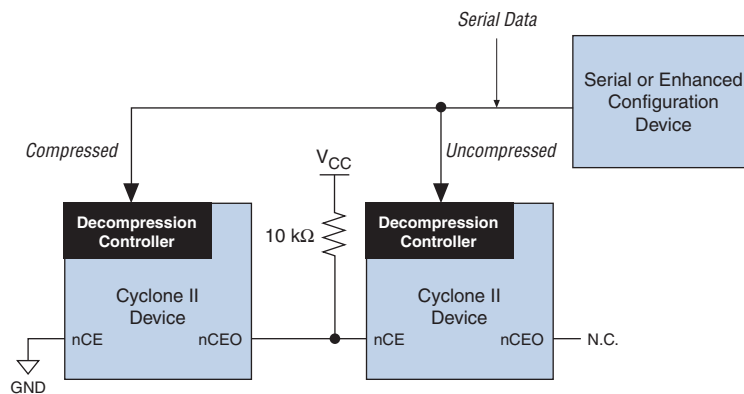 Serial Data
Serial or Enhanced
Configuration
Device
Compressed
Uncompressed
VCC
10 kΩ
Decompression
Controller
Cyclone II
Device
nCE
nCEO
GND
Decompression
Controller
Cyclone II
Device
nCE
nCEO
N.C.